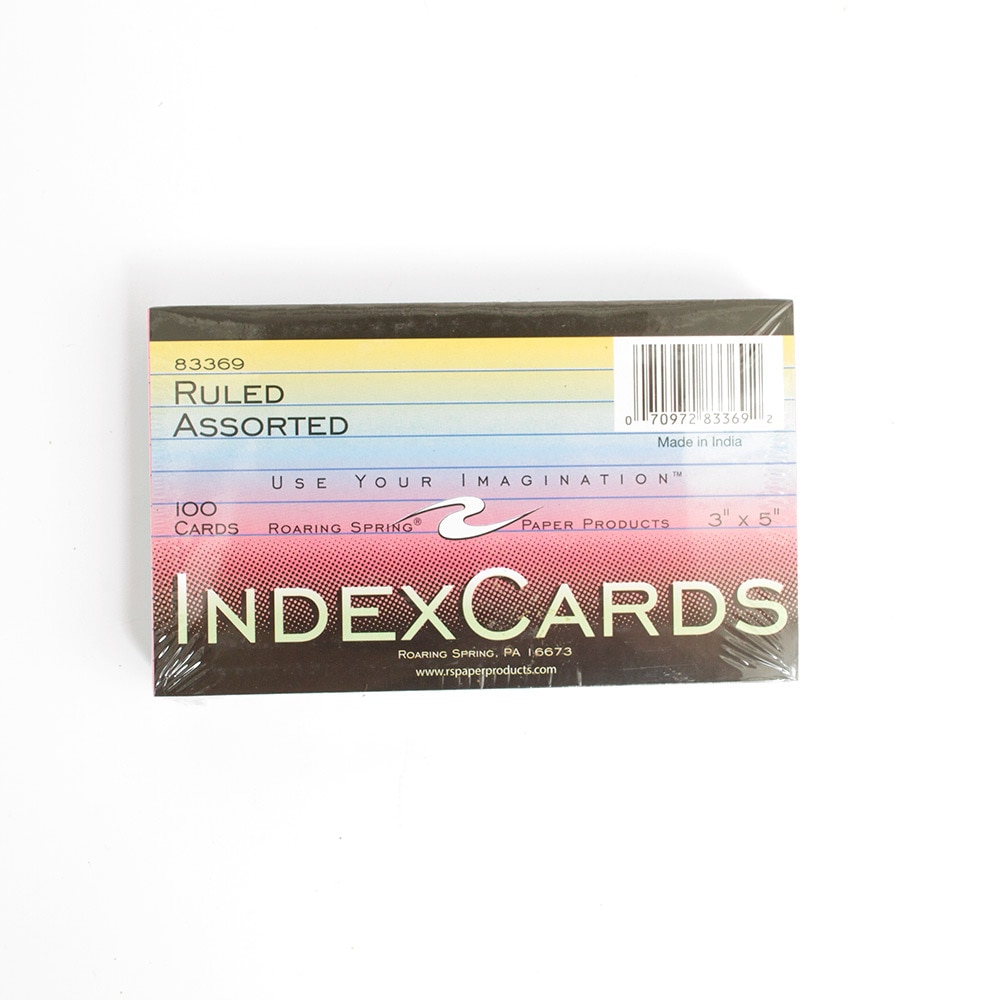 83369
RULED
ASSORTED
0 70972 83369 2
Made in India
USE YOUR IMAGINATION™
100
CARDS
ROARING SPRING® PAPER PRODUCTS 3" x 5"
INDEXCARDS
ROARING SPRING, PA 16673
www.rspaperproducts.com